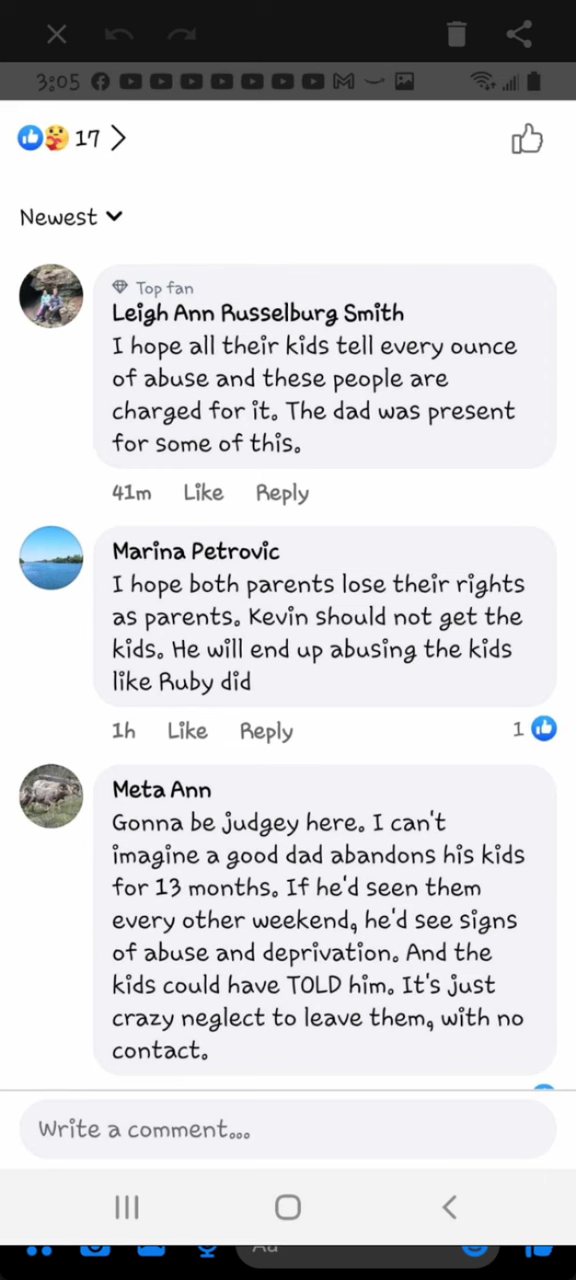 3:05
17
Newest
Top fan
Leigh Ann Russelburg Smith
I hope all their kids tell every ounce
of abuse and these people are
charged for it. The dad was present
for some of this.
41m Like Reply
Marina Petrovic
I hope both parents lose their rights
as parents. Kevin should not get the
kids. He will end up abusing the kids
like Ruby did
1h Like Reply 1
Meta Ann
Gonna be judgey here. I can't
imagine a good dad abandons his kids
for 13 months. If he'd seen them
every other weekend, he'd see signs
of abuse and deprivation. And the
kids could have TOLD him. It's just
crazy neglect to leave them, with no
contact.
Write a comment...
Aa